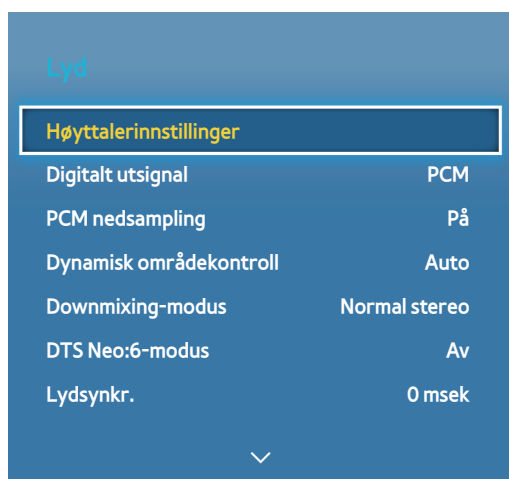 Lyd
Høyttalerinnstillinger
Digitalt utsignal PCM
PCM nedsampling På
Dynamisk områdekontroll Auto
Downmixing-modus Normal stereo
DTS Neo:6-modus Av
Lydsynkr. 0 msek